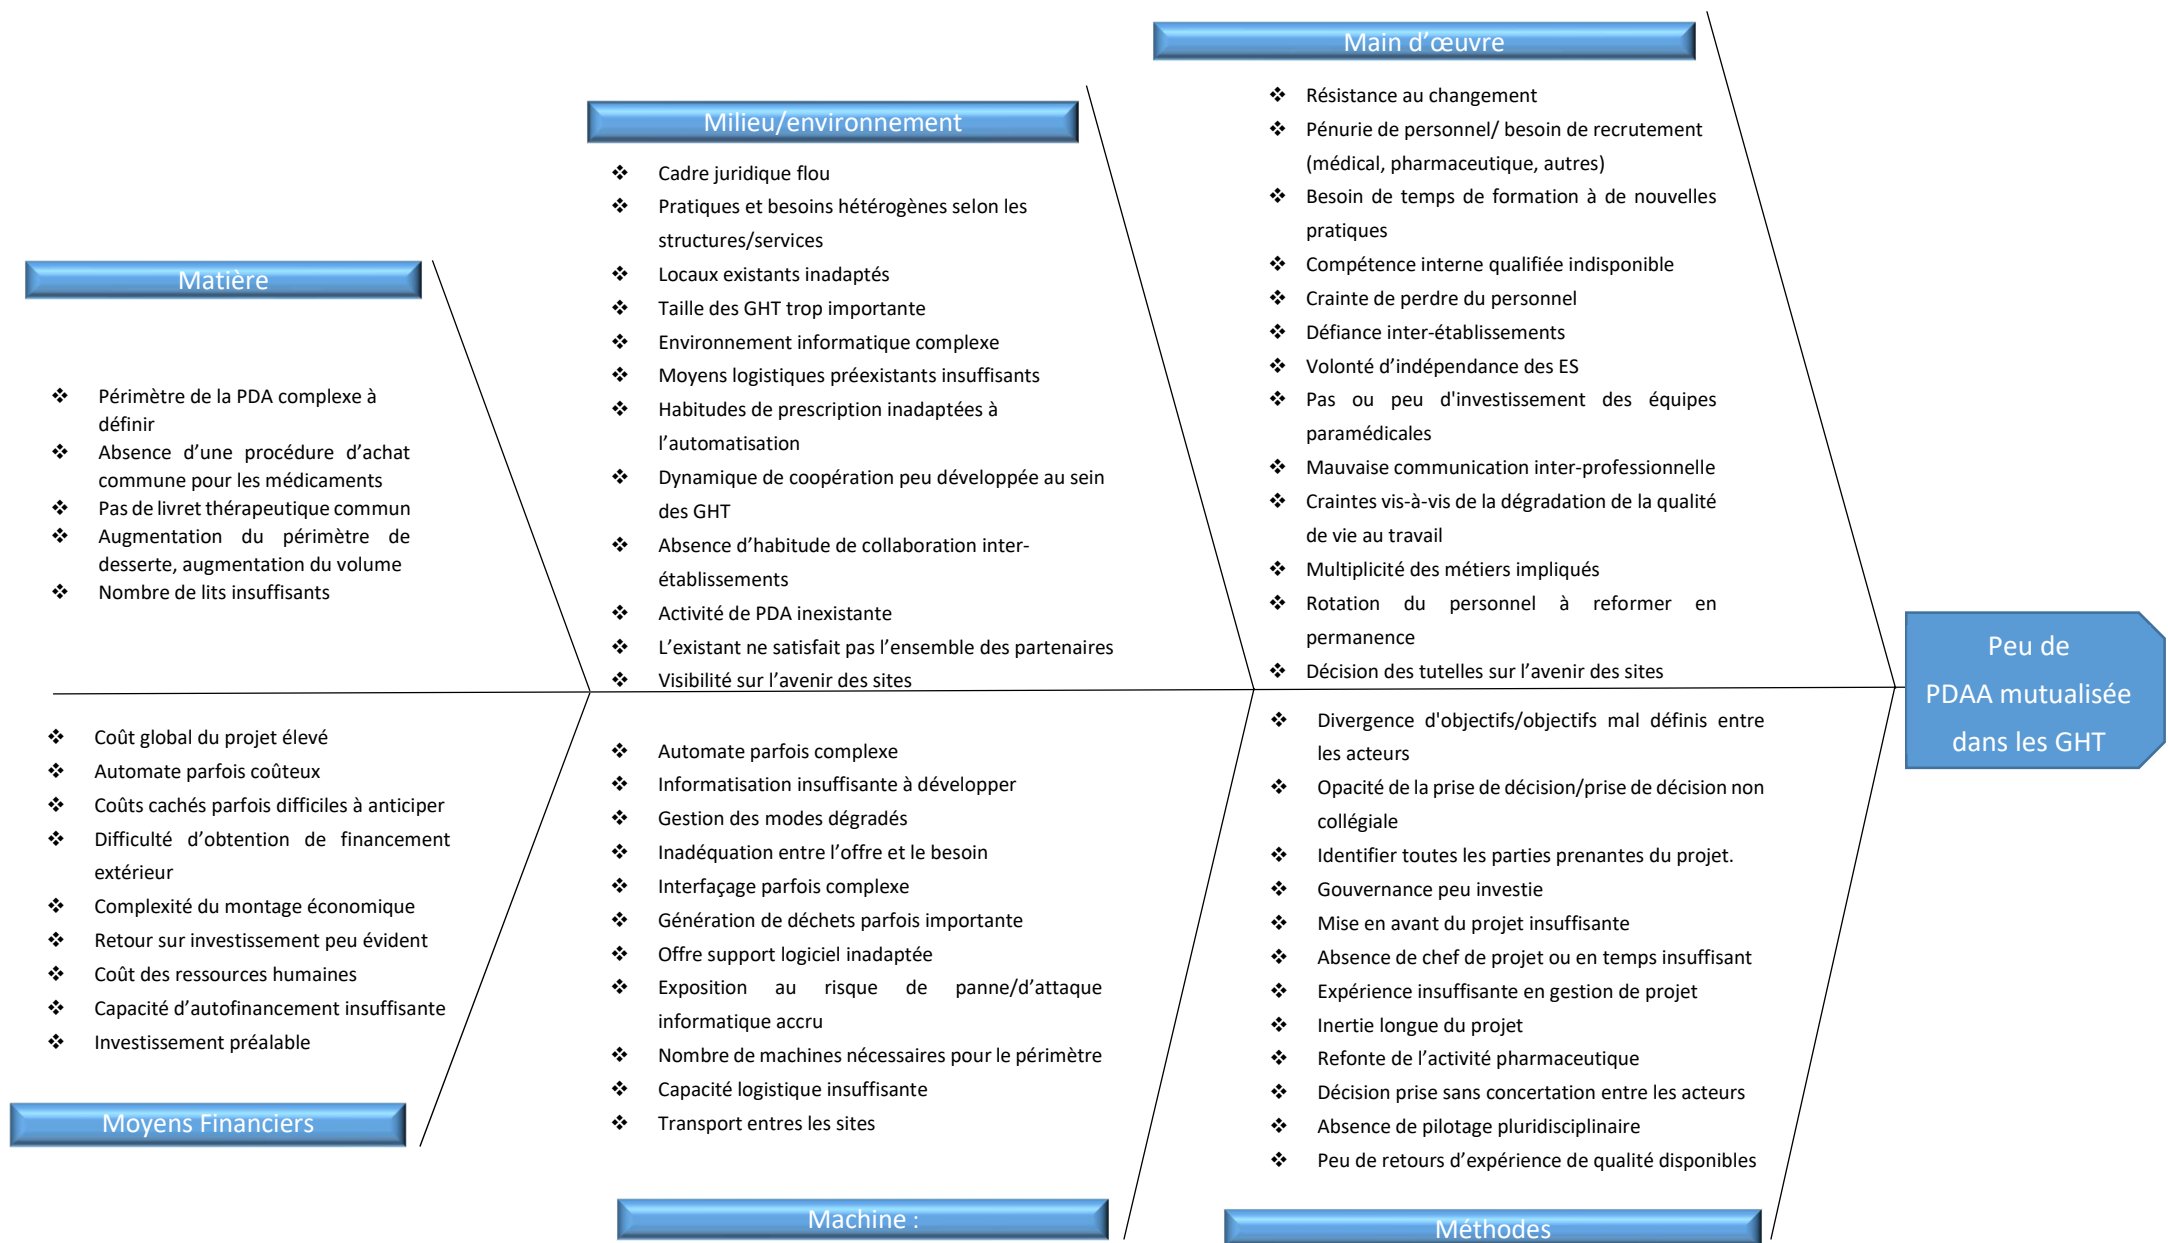 Main d’œuvre
❖ Résistance au changement
❖ Pénurie de personnel/ besoin de recrutement
(médical, pharmaceutique, autres)
❖ Besoin de temps de formation à de nouvelles
pratiques
❖ Compétence interne qualifiée indisponible
❖ Crainte de perdre du personnel
❖ Défiance inter-établissements
❖ Volonté d’indépendance des ES
❖ Pas ou peu d'investissement des équipes
paramédicales
❖ Mauvaise communication inter-professionnelle
❖ Craintes vis-à-vis de la dégradation de la qualité
de vie au travail
❖ Multiplicité des métiers impliqués
❖ Rotation du personnel à reformer en
permanence
❖ Décision des tutelles sur l’avenir des sites
Milieu/environnement
❖ Cadre juridique flou
❖ Pratiques et besoins hétérogènes selon les
structures/services
❖ Locaux existants inadaptés
❖ Taille des GHT trop importante
❖ Environnement informatique complexe
❖ Moyens logistiques préexistants insuffisants
❖ Habitudes de prescription inadaptées à
l’automatisation
❖ Dynamique de coopération peu développée au sein
des GHT
❖ Absence d’habitude de collaboration inter-
établissements
❖ Activité de PDA inexistante
❖ L’existant ne satisfait pas l’ensemble des partenaires
❖ Visibilité sur l’avenir des sites
Matière
❖ Périmètre de la PDA complexe à
définir
❖ Absence d’une procédure d’achat
commune pour les médicaments
❖ Pas de livret thérapeutique commun
❖ Augmentation du périmètre de
desserte, augmentation du volume
❖ Nombre de lits insuffisants
Peu de
PDAA mutualisée
dans les GHT
❖ Coût global du projet élevé
❖ Automate parfois coûteux
❖ Coûts cachés parfois difficiles à anticiper
❖ Difficulté d’obtention de financement
extérieur
❖ Complexité du montage économique
❖ Retour sur investissement peu évident
❖ Coût des ressources humaines
❖ Capacité d’autofinancement insuffisante
❖ Investissement préalable
Moyens Financiers
❖ Automate parfois complexe
❖ Informatisation insuffisante à développer
❖ Gestion des modes dégradés
❖ Inadéquation entre l’offre et le besoin
❖ Interfaçage parfois complexe
❖ Génération de déchets parfois importante
❖ Offre support logiciel inadaptée
❖ Exposition au risque de panne/d’attaque
informatique accru
❖ Nombre de machines nécessaires pour le périmètre
❖ Capacité logistique insuffisante
❖ Transport entres les sites
Machine :
❖ Divergence d'objectifs/objectifs mal définis entre
les acteurs
❖ Opacité de la prise de décision/prise de décision non
collégiale
❖ Identifier toutes les parties prenantes du projet.
❖ Gouvernance peu investie
❖ Mise en avant du projet insuffisante
❖ Absence de chef de projet ou en temps insuffisant
❖ Expérience insuffisante en gestion de projet
❖ Inertie longue du projet
❖ Refonte de l’activité pharmaceutique
❖ Décision prise sans concertation entre les acteurs
❖ Absence de pilotage pluridisciplinaire
❖ Peu de retours d’expérience de qualité disponibles
Méthodes